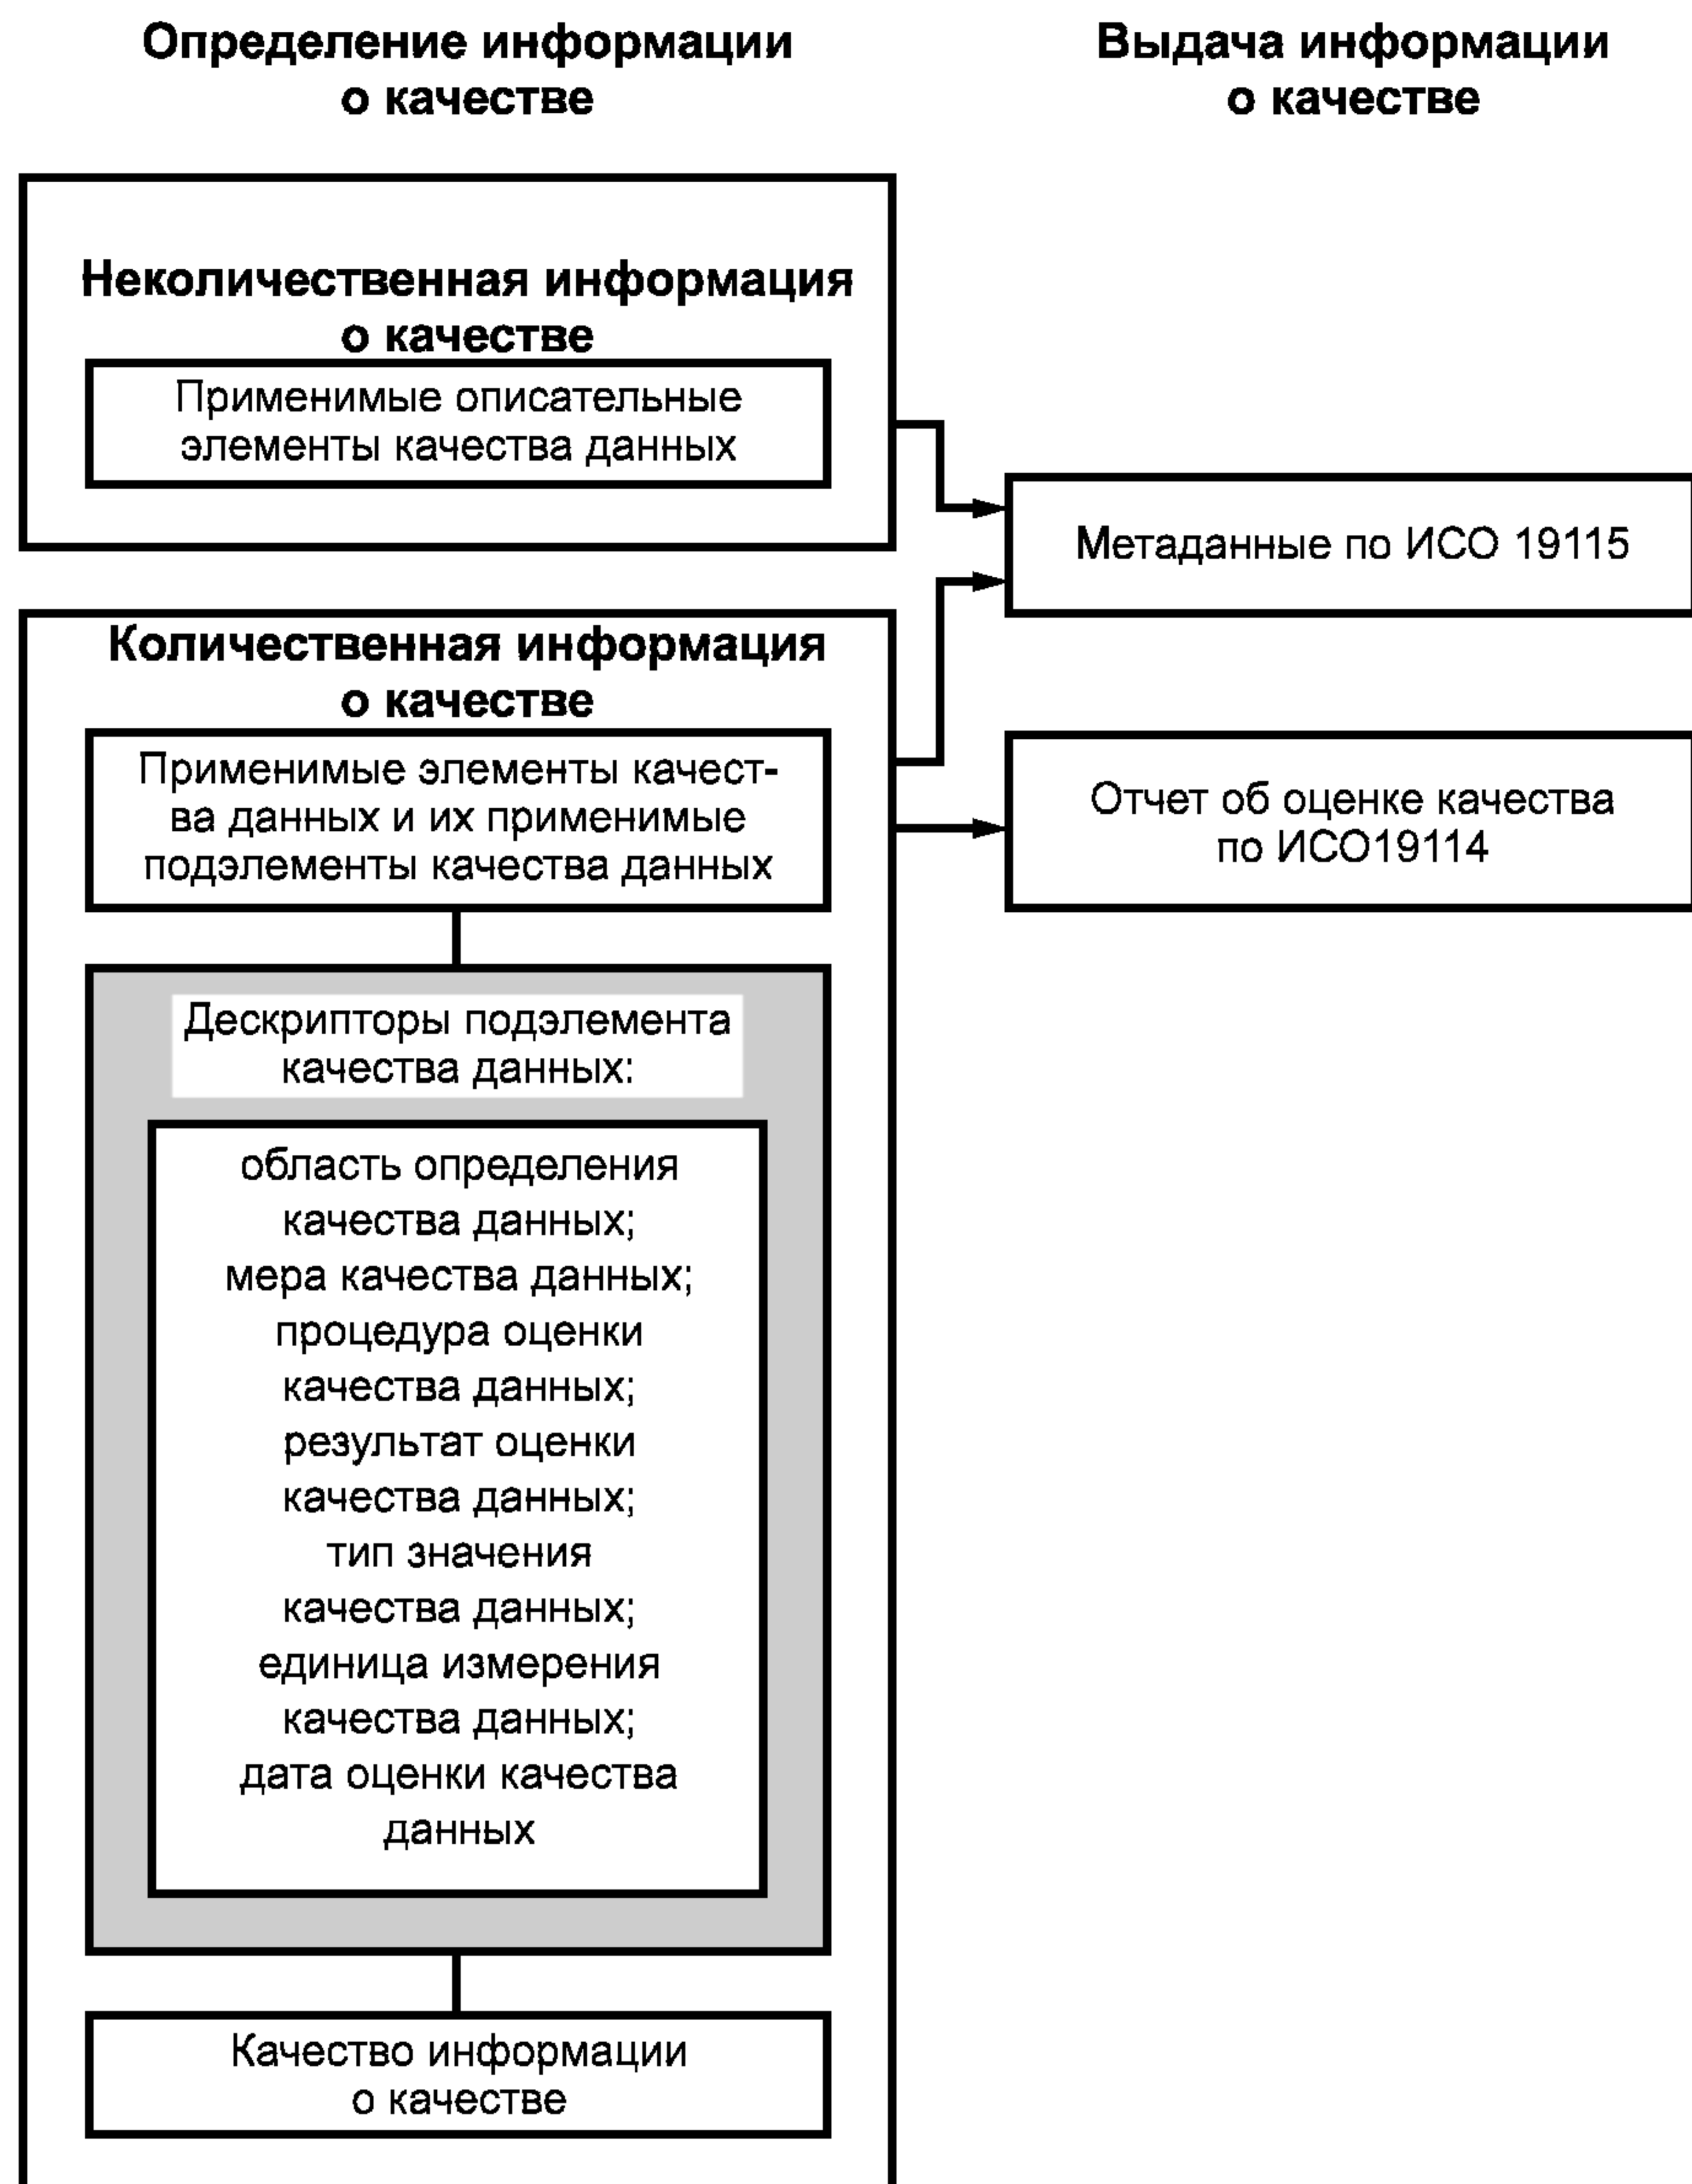 Определение информации
о качестве
Выдача информации
о качестве
Неколичественная информация
о качестве
Применимые описательные
элементы качества данных
Метаданные по ИСО 19115
Количественная информация
о качестве
Применимые элементы качест-
ва данных и их применимые
подэлементы качества данных
Отчет об оценке качества
по ИСО19114
Дескрипторы подэлемента
качества данных:
область определения
качества данных;
мера качества данных;
процедура оценки
качества данных;
результат оценки
качества данных;
тип значения
качества данных;
единица измерения
качества данных;
дата оценки качества
данных
Качество информации
о качестве